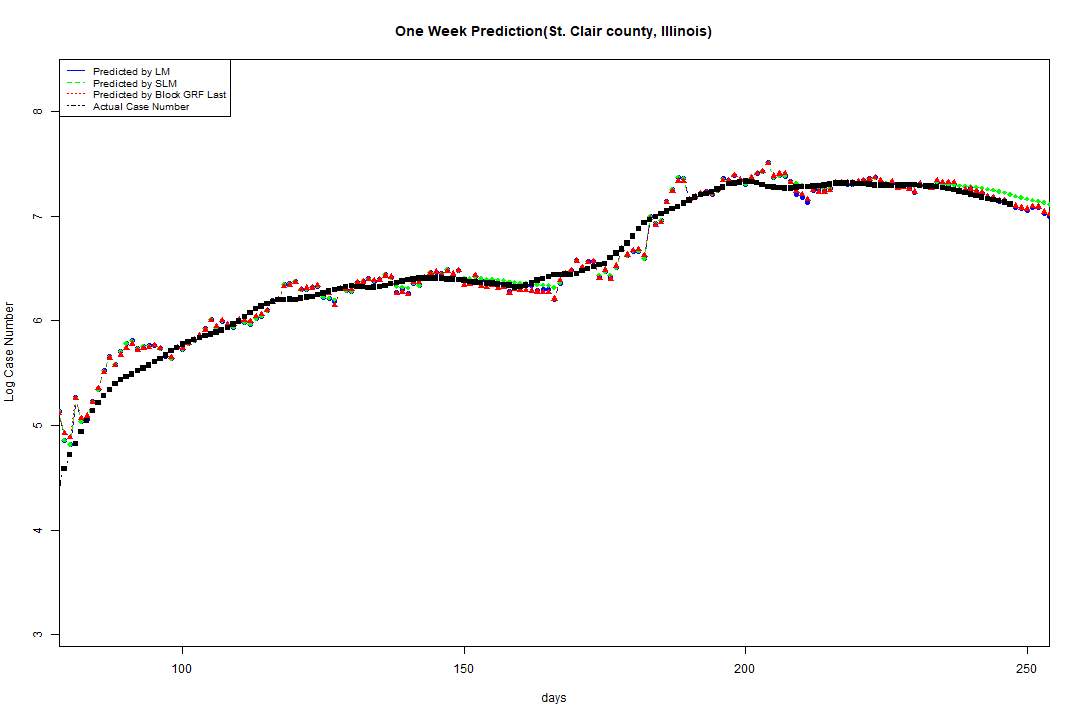 One Week Prediction(St. Clair county, Illinois)
Predicted by LM
Predicted by SLM
Predicted by Block GRF Last
Actual Case Number
8
7
6
5
4
3
Log Case Number
100 150 200 250
days